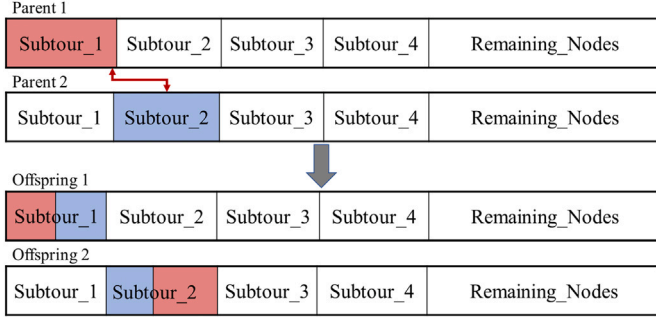 Parent 1
Subtour_1 Subtour_2 Subtour_3 Subtour_4 Remaining_Nodes
Parent 2
Subtour_1 Subtour_2 Subtour_3 Subtour_4 Remaining_Nodes
Offspring 1
Subtour_1 Subtour_2 Subtour_3 Subtour_4 Remaining_Nodes
Offspring 2
Subtour_1 Subtour_2 Subtour_3 Subtour_4 Remaining_Nodes